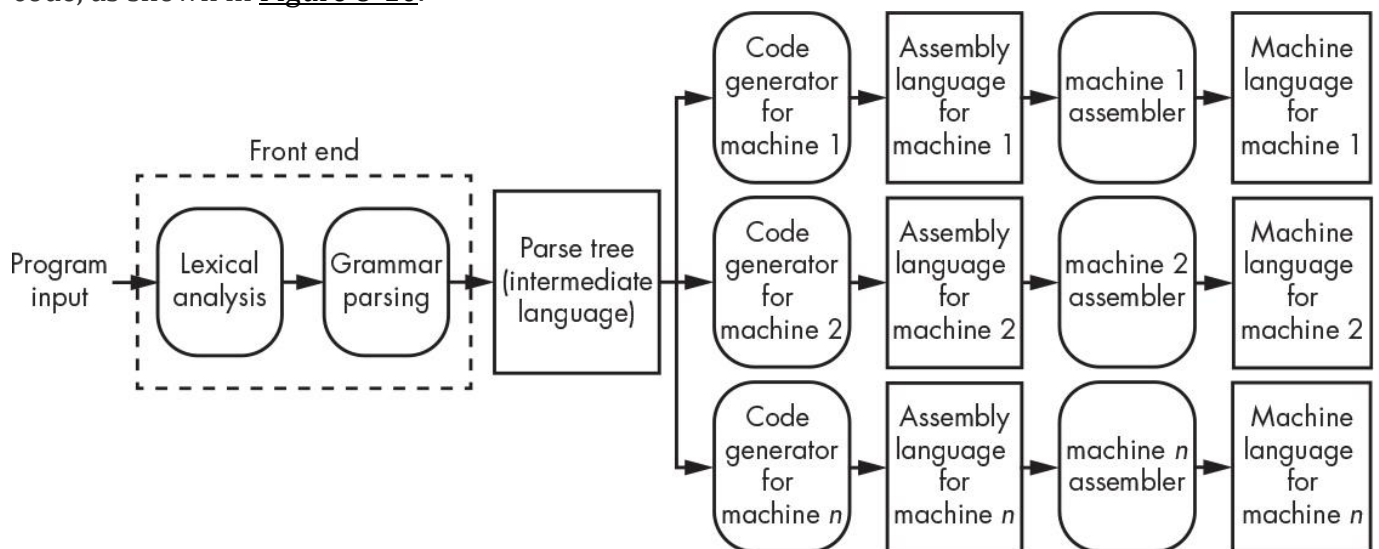 code, as shown in Figure
Code
generator
for
machine 1
Assembly
language
for
machine 1
machine 1
assembler
Machine
language
for
machine 1
Front end
Program
input
Lexical
analysis
Grammar
parsing
Parse tree
(intermediate
language)
Code
generator
for
machine 2
Assembly
language
for
machine 2
machine 2
assembler
Machine
language
for
machine 2
Code
generator
for
machine n
Assembly
language for
machine n
machine n
assembler
Machine
language
for
machine n